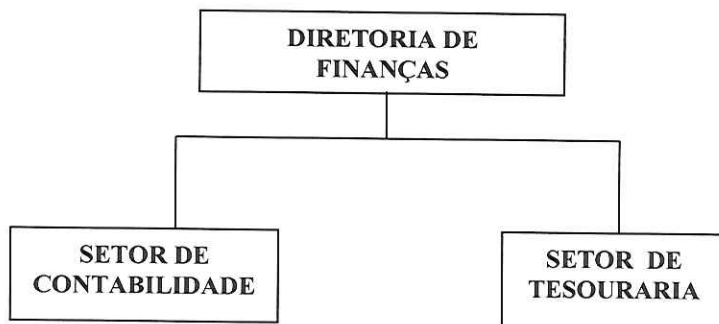 DIRETORIA DE
FINANÇAS
SETOR DE
CONTABILIDADE
SETOR DE
TESOURARIA